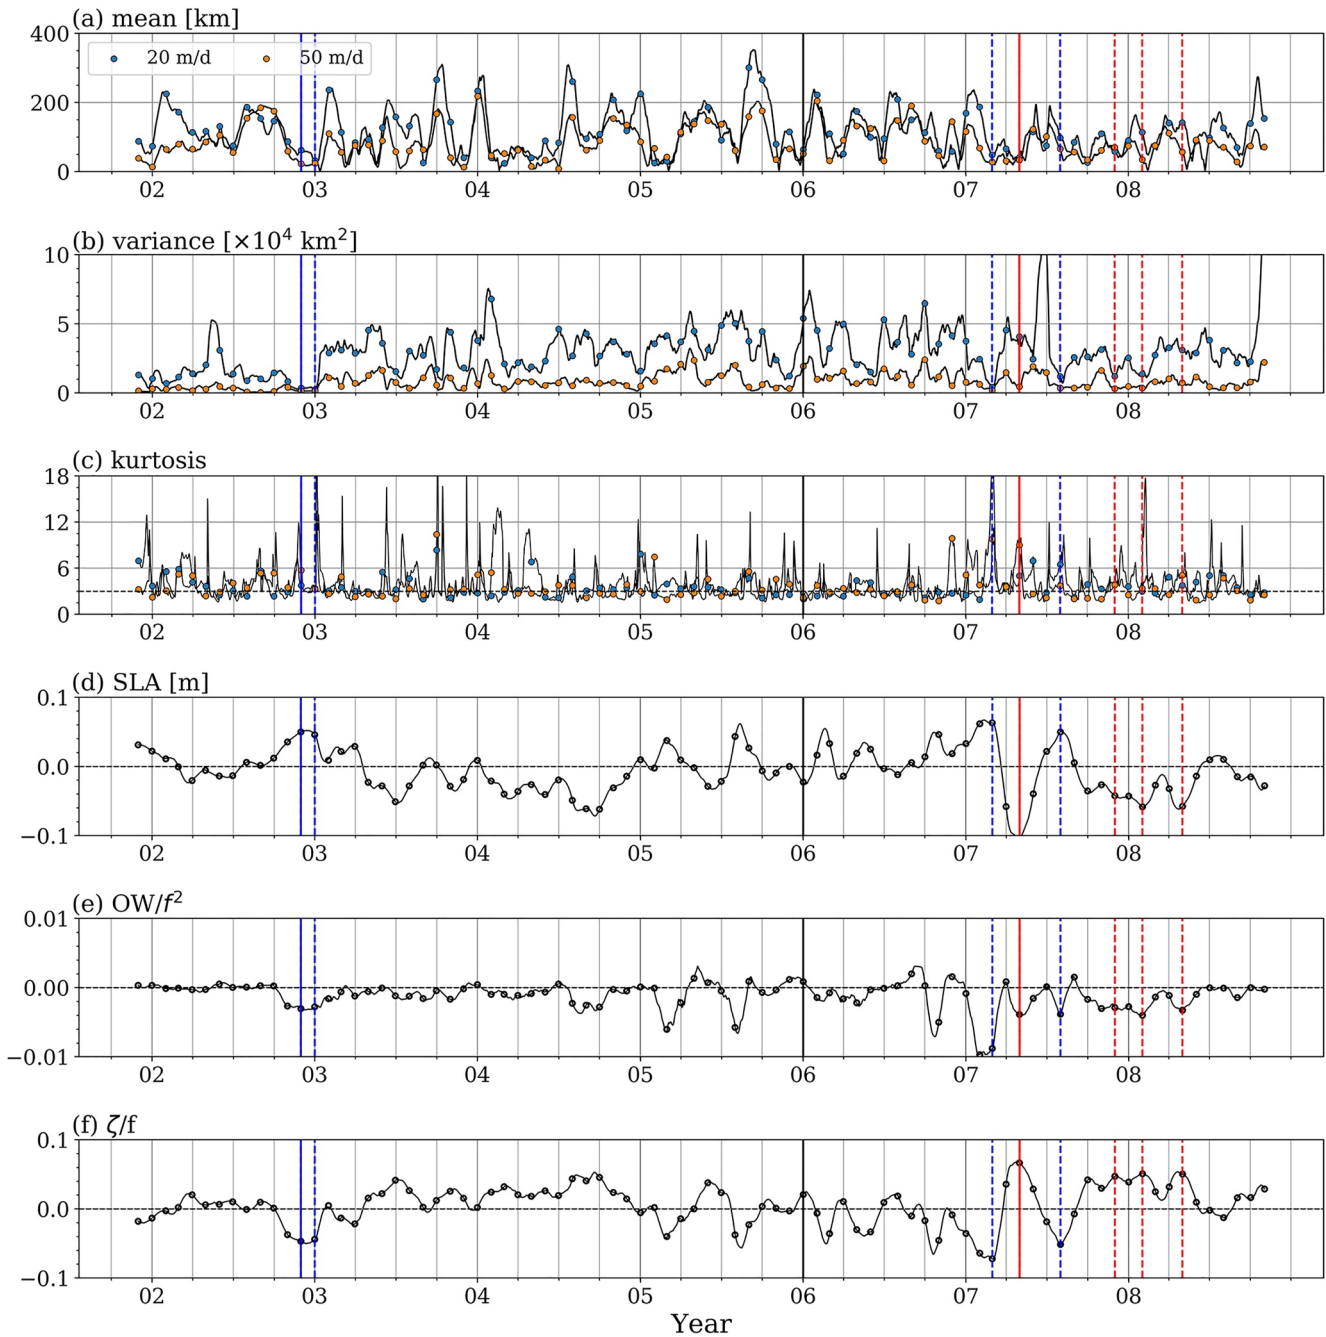 (a) mean [km]
400
20 m/d
50 m/d
200
0
02 03 04 05 06 07 08
(b) variance [×10⁴ km²]
10
5
0
02 03 04 05 06 07 08
(c) kurtosis
18
12
6
0
02 03 04 05 06 07 08
(d) SLA [m]
0.1
0.0
−0.1
02 03 04 05 06 07 08
(e) OW/f²
0.01
0.00
−0.01
02 03 04 05 06 07 08
(f) ζ/f
0.1
0.0
−0.1
02 03 04 05 06 07 08
Year